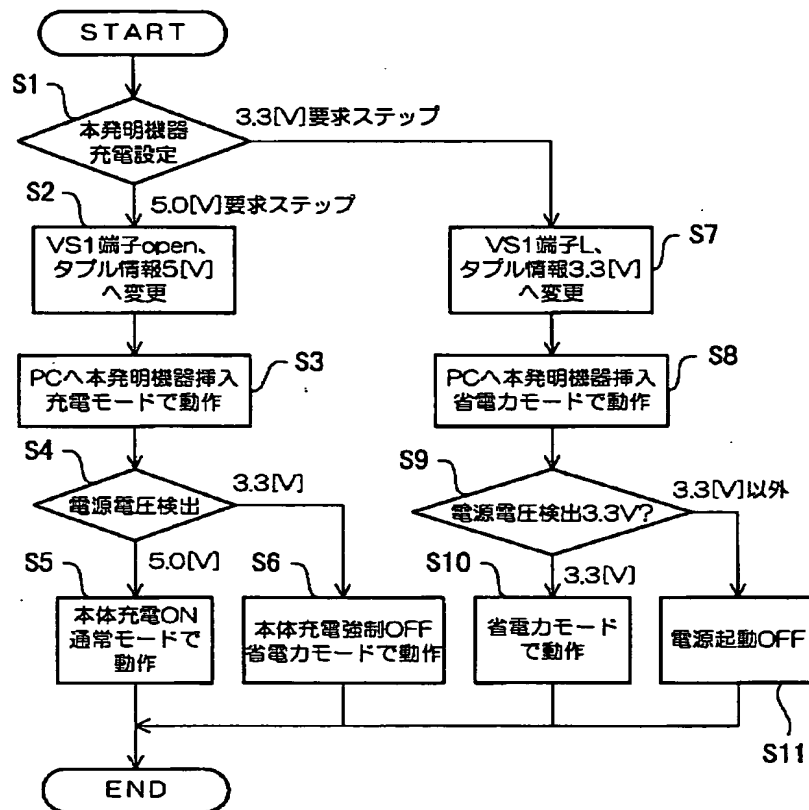 START
S1
本発明機器
充電設定
3.3[V]要求ステップ
5.0[V]要求ステップ
S2
VS1端子open、
タプル情報5[V]
へ変更
S7
VS1端子L、
タプル情報3.3[V]
へ変更
S3
PCへ本発明機器挿入
充電モードで動作
S8
PCへ本発明機器挿入
省電力モードで動作
S4
電源電圧検出
3.3[V]
5.0[V]
S9
電源電圧検出3.3V?
3.3[V]以外
3.3[V]
S5
本体充電ON
通常モードで
動作
S6
本体充電強制OFF
省電力モードで動作
S10
省電力モード
で動作
電源起動OFF
S11
END